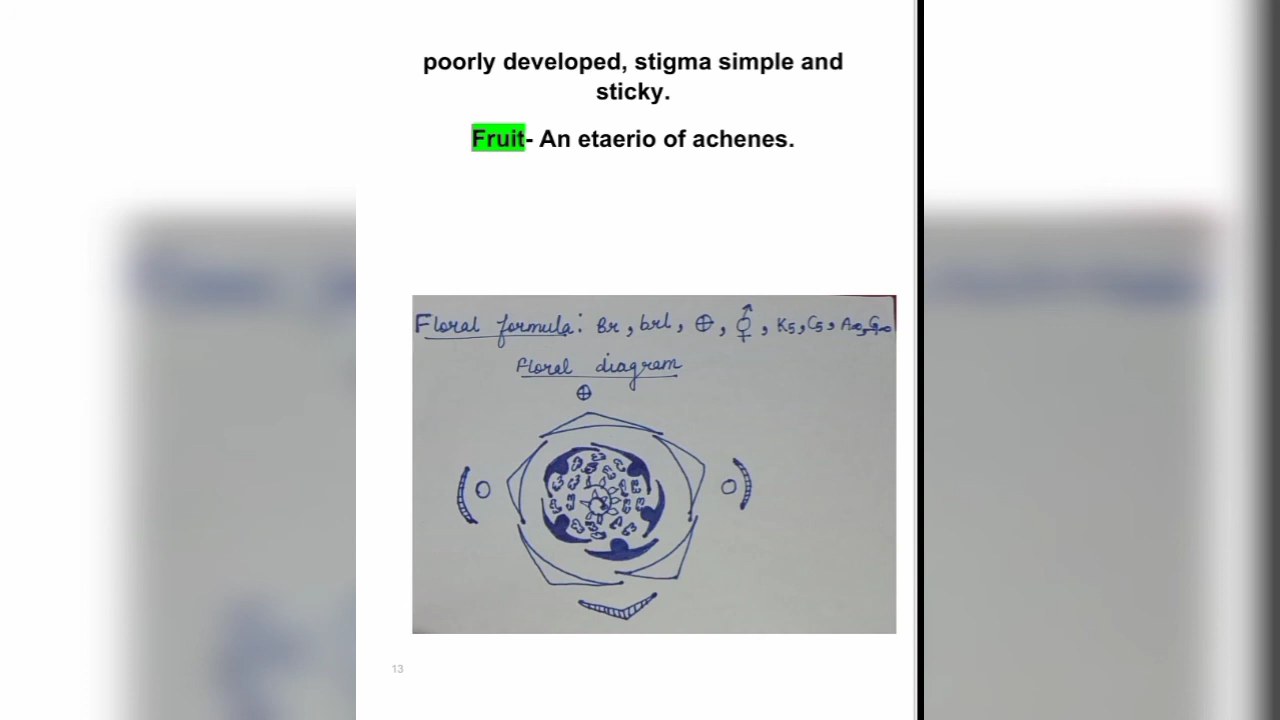 poorly developed, stigma simple and
sticky.
Fruit- An etaerio of achenes.
Floral formula: Br, brl, ⊕, ⚥, K5, C5, A∞, G∞
Floral diagram
⊕
13